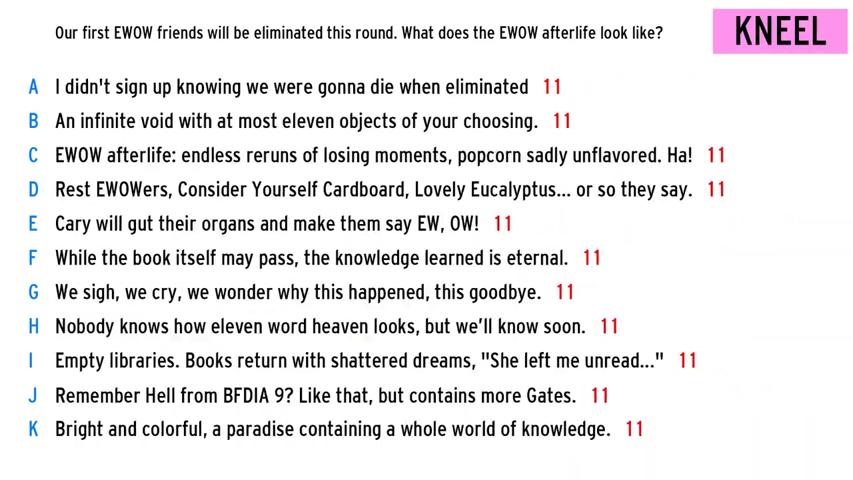 Our first EWOW friends will be eliminated this round. What does the EWOW afterlife look like?
KNEEL
A I didn't sign up knowing we were gonna die when eliminated 11
B An infinite void with at most eleven objects of your choosing. 11
C EWOW afterlife: endless reruns of losing moments, popcorn sadly unflavored. Ha! 11
D Rest EWOWers, Consider Yourself Cardboard, Lovely Eucalyptus... or so they say. 11
E Cary will gut their organs and make them say EW, OW! 11
F While the book itself may pass, the knowledge learned is eternal. 11
G We sigh, we cry, we wonder why this happened, this goodbye. 11
H Nobody knows how eleven word heaven looks, but we’ll know soon. 11
I Empty libraries. Books return with shattered dreams, "She left me unread..." 11
J Remember Hell from BFDIA 9? Like that, but contains more Gates. 11
K Bright and colorful, a paradise containing a whole world of knowledge. 11